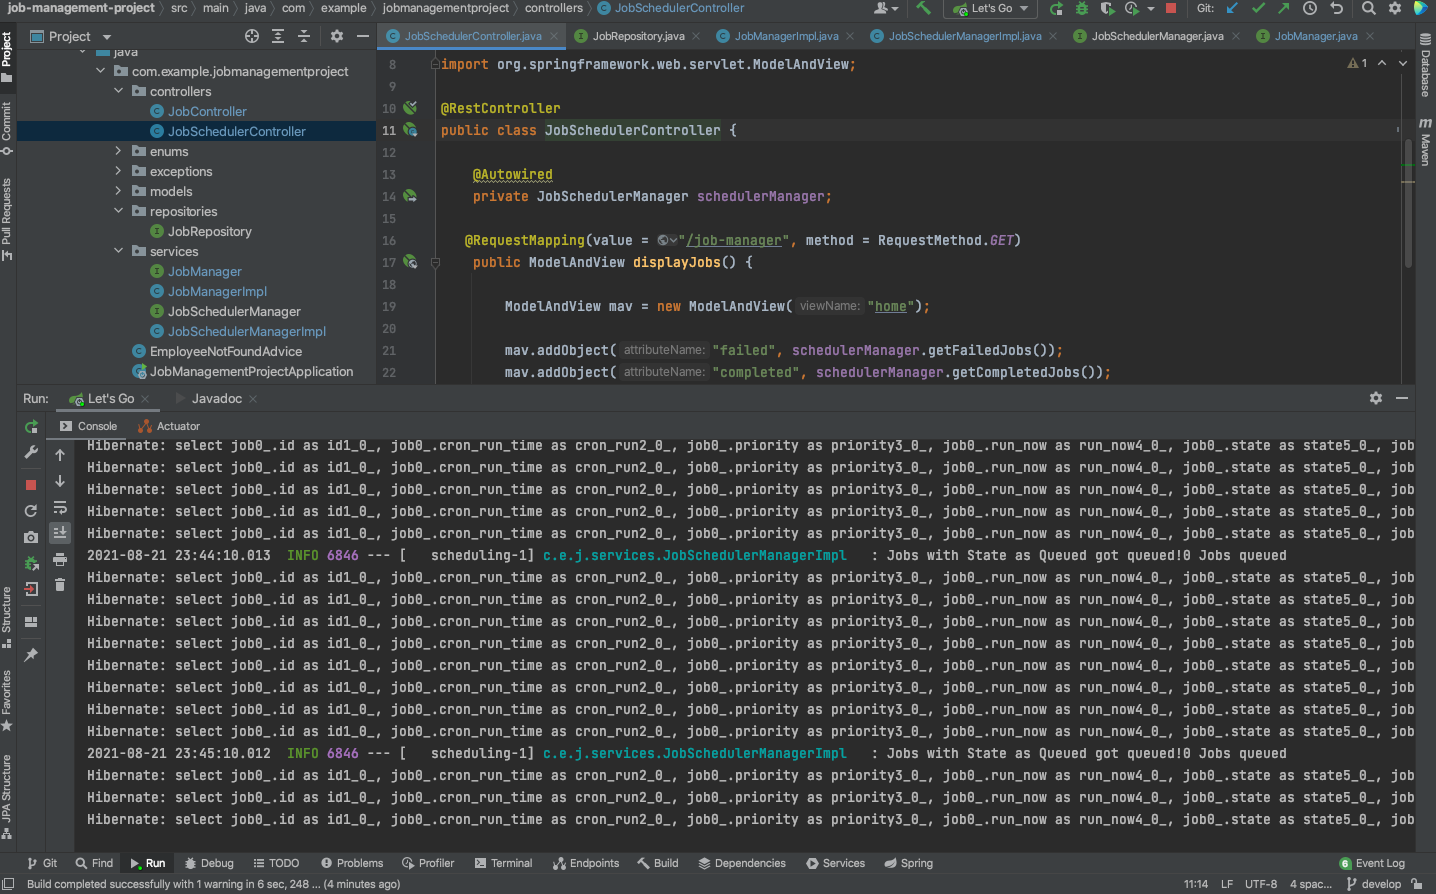 job-management-project 〉 src 〉 main 〉 java 〉 com 〉 example 〉 jobmanagementproject 〉 controllers 〉 JobSchedulerController
Let's Go
Git:
Project
JobSchedulerController.java
JobRepository.java
JobManagerImpl.java
JobSchedulerManagerImpl.java
JobSchedulerManager.java
JobManager.java
Project
Commit
Pull Requests
Structure
Favorites
JPA Structure
Database
Maven
java
com.example.jobmanagementproject
controllers
JobController
JobSchedulerController
enums
exceptions
models
repositories
JobRepository
services
JobManager
JobManagerImpl
JobSchedulerManager
JobSchedulerManagerImpl
EmployeeNotFoundAdvice
JobManagementProjectApplication
1
8 import org.springframework.web.servlet.ModelAndView;
9
10 @RestController
11 public class JobSchedulerController {
12
13 @Autowired
14 private JobSchedulerManager schedulerManager;
15
16 @RequestMapping(value = "/job-manager", method = RequestMethod.GET)
17 public ModelAndView displayJobs() {
18
19 ModelAndView mav = new ModelAndView( viewName: "home");
20
21 mav.addObject( attributeName: "failed", schedulerManager.getFailedJobs());
22 mav.addObject( attributeName: "completed", schedulerManager.getCompletedJobs());
Run: Let's Go Javadoc
Console Actuator
Hibernate: select job0_.id as id1_0_, job0_.cron_run_time as cron_run2_0_, job0_.priority as priority3_0_, job0_.run_now as run_now4_0_, job0_.state as state5_0_, job
Hibernate: select job0_.id as id1_0_, job0_.cron_run_time as cron_run2_0_, job0_.priority as priority3_0_, job0_.run_now as run_now4_0_, job0_.state as state5_0_, job
Hibernate: select job0_.id as id1_0_, job0_.cron_run_time as cron_run2_0_, job0_.priority as priority3_0_, job0_.run_now as run_now4_0_, job0_.state as state5_0_, job
Hibernate: select job0_.id as id1_0_, job0_.cron_run_time as cron_run2_0_, job0_.priority as priority3_0_, job0_.run_now as run_now4_0_, job0_.state as state5_0_, job
Hibernate: select job0_.id as id1_0_, job0_.cron_run_time as cron_run2_0_, job0_.priority as priority3_0_, job0_.run_now as run_now4_0_, job0_.state as state5_0_, job
2021-08-21 23:44:10.013 INFO 6846 --- [ scheduling-1] c.e.j.services.JobSchedulerManagerImpl : Jobs with State as Queued got queued!0 Jobs queued
Hibernate: select job0_.id as id1_0_, job0_.cron_run_time as cron_run2_0_, job0_.priority as priority3_0_, job0_.run_now as run_now4_0_, job0_.state as state5_0_, job
Hibernate: select job0_.id as id1_0_, job0_.cron_run_time as cron_run2_0_, job0_.priority as priority3_0_, job0_.run_now as run_now4_0_, job0_.state as state5_0_, job
Hibernate: select job0_.id as id1_0_, job0_.cron_run_time as cron_run2_0_, job0_.priority as priority3_0_, job0_.run_now as run_now4_0_, job0_.state as state5_0_, job
Hibernate: select job0_.id as id1_0_, job0_.cron_run_time as cron_run2_0_, job0_.priority as priority3_0_, job0_.run_now as run_now4_0_, job0_.state as state5_0_, job
Hibernate: select job0_.id as id1_0_, job0_.cron_run_time as cron_run2_0_, job0_.priority as priority3_0_, job0_.run_now as run_now4_0_, job0_.state as state5_0_, job
Hibernate: select job0_.id as id1_0_, job0_.cron_run_time as cron_run2_0_, job0_.priority as priority3_0_, job0_.run_now as run_now4_0_, job0_.state as state5_0_, job
Hibernate: select job0_.id as id1_0_, job0_.cron_run_time as cron_run2_0_, job0_.priority as priority3_0_, job0_.run_now as run_now4_0_, job0_.state as state5_0_, job
Hibernate: select job0_.id as id1_0_, job0_.cron_run_time as cron_run2_0_, job0_.priority as priority3_0_, job0_.run_now as run_now4_0_, job0_.state as state5_0_, job
2021-08-21 23:45:10.012 INFO 6846 --- [ scheduling-1] c.e.j.services.JobSchedulerManagerImpl : Jobs with State as Queued got queued!0 Jobs queued
Hibernate: select job0_.id as id1_0_, job0_.cron_run_time as cron_run2_0_, job0_.priority as priority3_0_, job0_.run_now as run_now4_0_, job0_.state as state5_0_, job
Hibernate: select job0_.id as id1_0_, job0_.cron_run_time as cron_run2_0_, job0_.priority as priority3_0_, job0_.run_now as run_now4_0_, job0_.state as state5_0_, job
Hibernate: select job0_.id as id1_0_, job0_.cron_run_time as cron_run2_0_, job0_.priority as priority3_0_, job0_.run_now as run_now4_0_, job0_.state as state5_0_, job
Git Find Run Debug TODO Problems Profiler Terminal Endpoints Build Dependencies Services Spring 6 Event Log
Build completed successfully with 1 warning in 6 sec, 248 ... (4 minutes ago) 11:14 LF UTF-8 4 spac... develop